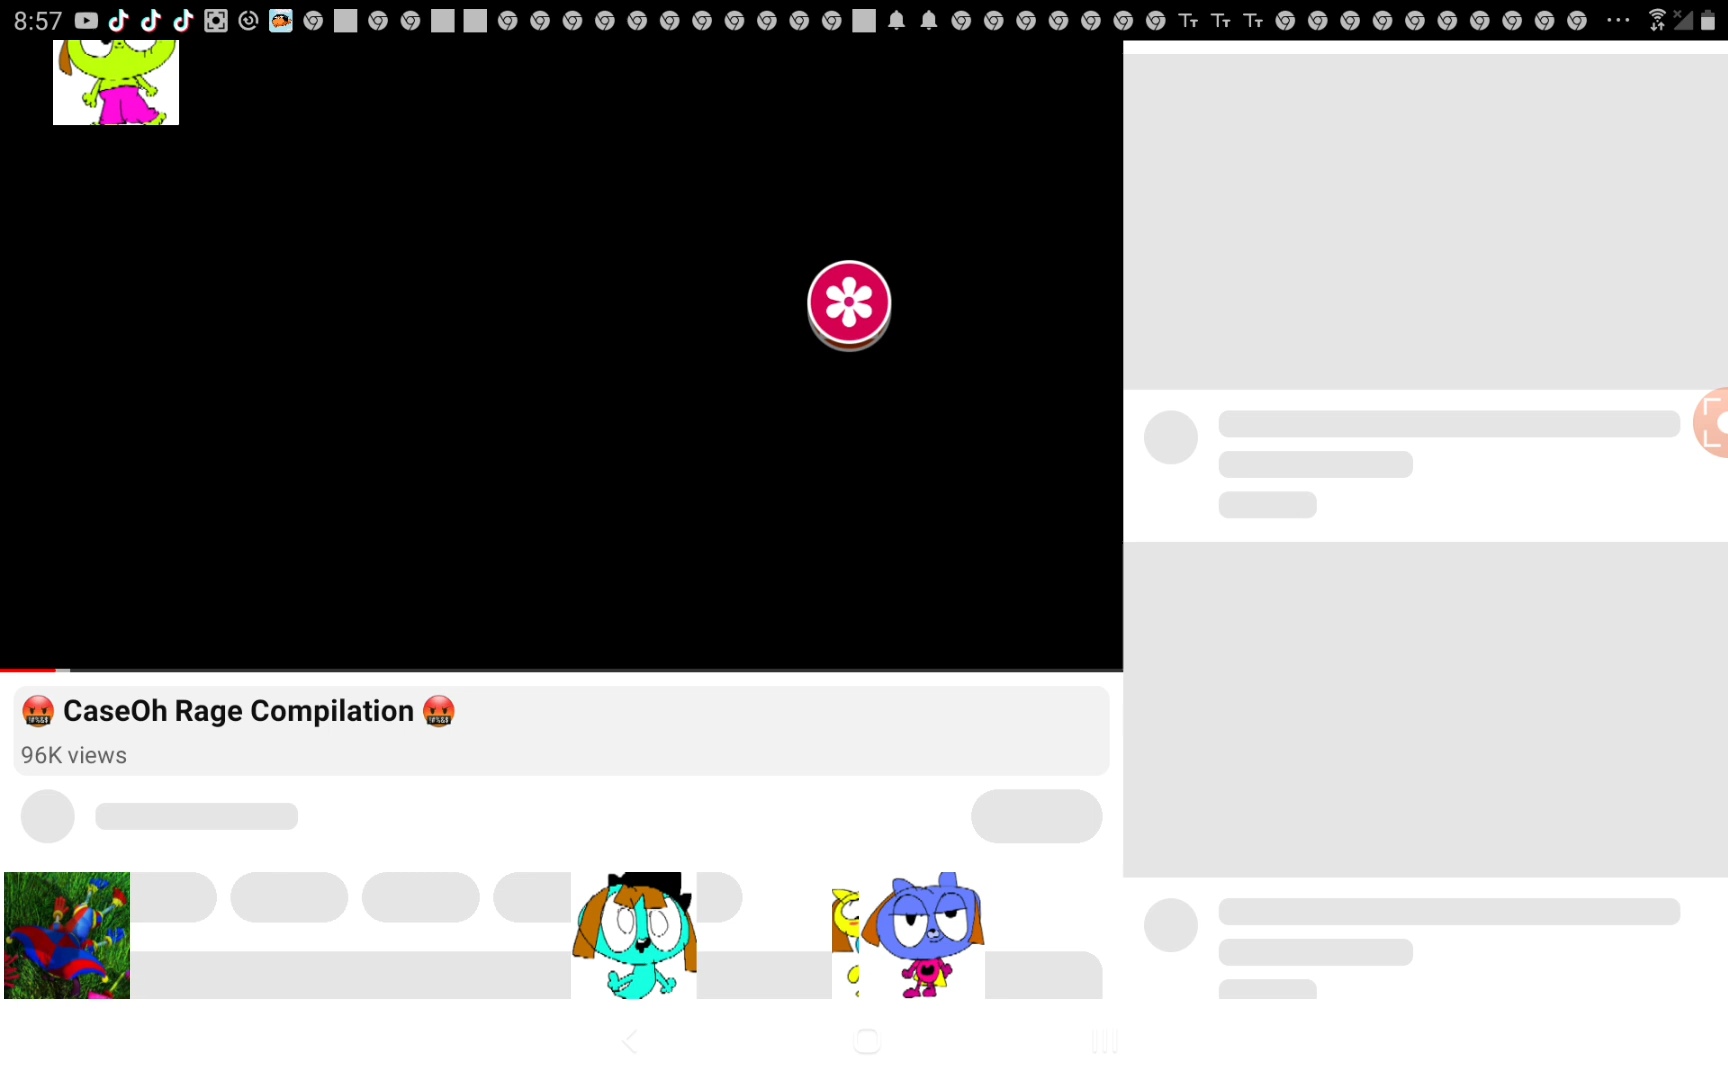 8:57
🤬 CaseOh Rage Compilation 🤬
96K views